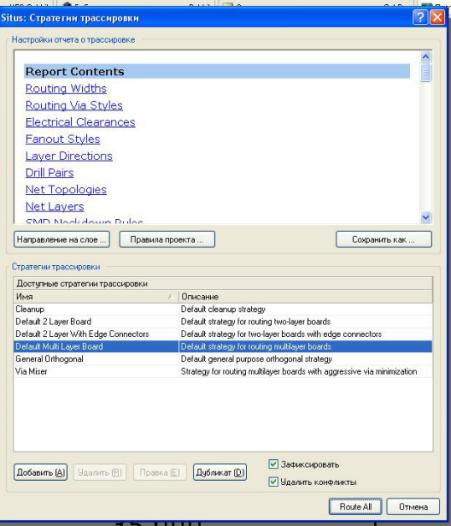 Situs: Стратегии трассировки
Настройки отчета о трассировке
Report Contents
Routing Widths
Routing Via Styles
Electrical Clearances
Fanout Styles
Layer Directions
Drill Pairs
Net Topologies
Net Layers
SMD Neckdown Rules
Направление на слое ... Правила проекта ... Сохранить как ...
Стратегии трассировки
Доступные стратегии трассировки
Имя / Описание
Cleanup Default cleanup strategy
Default 2 Layer Board Default strategy for routing two-layer boards
Default 2 Layer With Edge Connectors Default strategy for routing two-layer boards with edge connectors
Default Multi Layer Board Default strategy for routing multilayer boards
General Orthogonal Default general purpose orthogonal strategy
Via Miser Strategy for routing multilayer boards with aggressive via minimization
Добавить (A) Удалить (R) Правка (E) Дубликат (D) Зафиксировать
Удалить конфликты
Route All Отмена